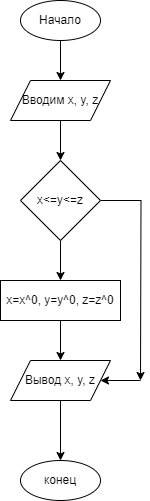 Начало
Вводим x, y, z
x<=y<=z
x=x^0, y=y^0, z=z^0
Вывод x, y, z
конец